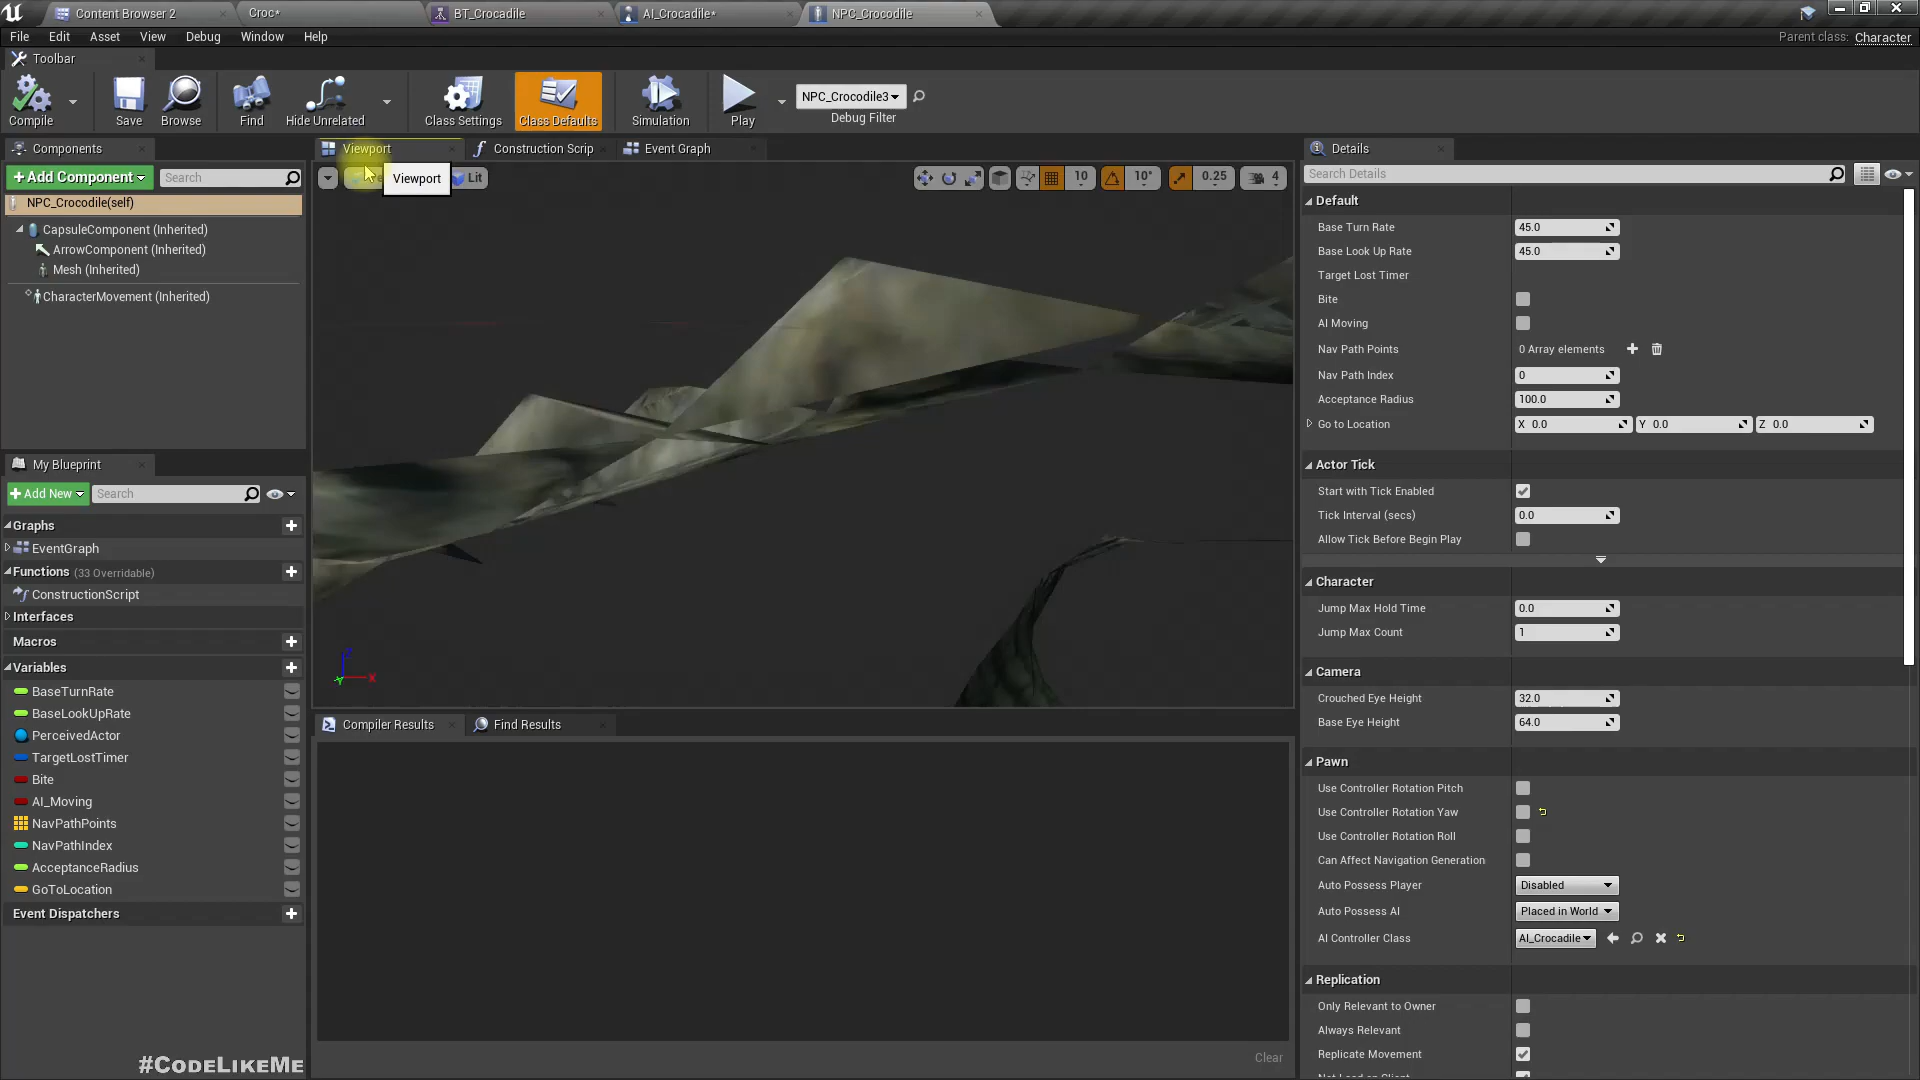 Content Browser 2
Croc*
BT_Crocadile
AI_Crocadile*
NPC_Crocodile
File Edit Asset View Debug Window Help
Parent class: Character
Toolbar
Compile
Save
Browse
Find
Hide Unrelated
Class Settings
Class Defaults
Simulation
Play
NPC_Crocodile3
Debug Filter
Components
+Add Component
Search
NPC_Crocodile(self)
CapsuleComponent (Inherited)
ArrowComponent (Inherited)
Mesh (Inherited)
CharacterMovement (Inherited)
My Blueprint
+Add New
Search
Graphs
EventGraph
Functions (33 Overridable)
ConstructionScript
Interfaces
Macros
Variables
BaseTurnRate
BaseLookUpRate
PerceivedActor
TargetLostTimer
Bite
AI_Moving
NavPathPoints
NavPathIndex
AcceptanceRadius
GoToLocation
Event Dispatchers
#CODELIKEME
Viewport
Construction Scrip
Event Graph
Viewport
Lit
10
10°
0.25
4
Z
X
Y
Compiler Results
Find Results
Clear
Details
Search Details
Default
Base Turn Rate 45.0
Base Look Up Rate 45.0
Target Lost Timer
Bite
AI Moving
Nav Path Points 0 Array elements
Nav Path Index 0
Acceptance Radius 100.0
Go to Location X 0.0 Y 0.0 Z 0.0
Actor Tick
Start with Tick Enabled
Tick Interval (secs) 0.0
Allow Tick Before Begin Play
Character
Jump Max Hold Time 0.0
Jump Max Count 1
Camera
Crouched Eye Height 32.0
Base Eye Height 64.0
Pawn
Use Controller Rotation Pitch
Use Controller Rotation Yaw
Use Controller Rotation Roll
Can Affect Navigation Generation
Auto Possess Player Disabled
Auto Possess AI Placed in World
AI Controller Class AI_Crocadile
Replication
Only Relevant to Owner
Always Relevant
Replicate Movement